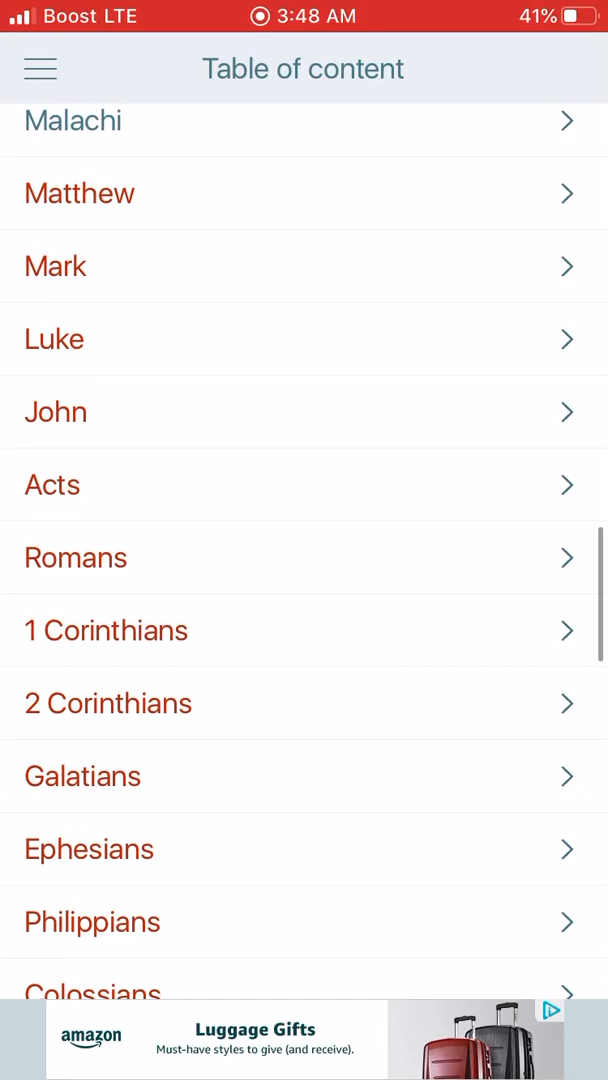 Boost LTE 3:48 AM 41%
Table of content
Malachi
Matthew
Mark
Luke
John
Acts
Romans
1 Corinthians
2 Corinthians
Galatians
Ephesians
Philippians
Colossians
amazon
Luggage Gifts
Must-have styles to give (and receive).